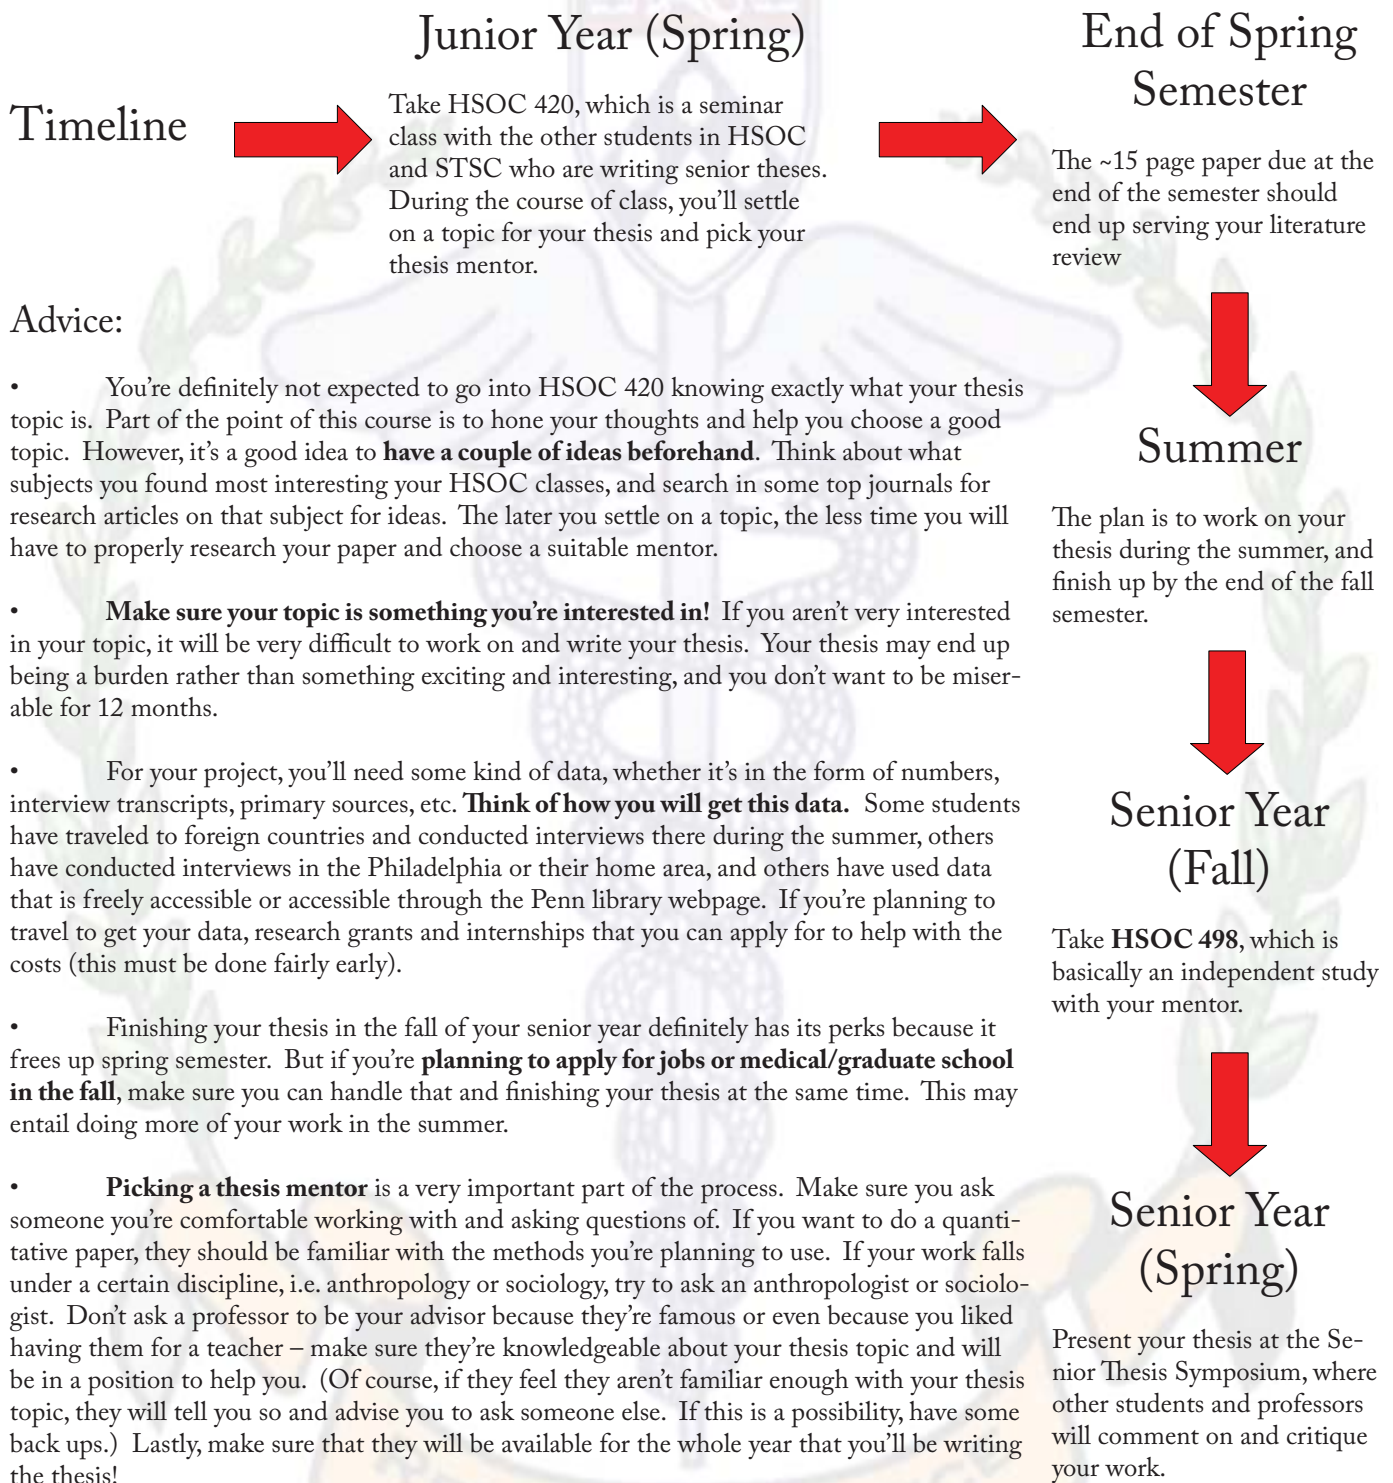 Timeline
Junior Year (Spring)
Take HSOC 420, which is a seminar
class with the other students in HSOC
and STSC who are writing senior theses.
During the course of class, you'll settle
on a topic for your thesis and pick your
thesis mentor.
End of Spring
Semester
The ~15 page paper due at the
end of the semester should
end up serving your literature
review
Summer
The plan is to work on your
thesis during the summer, and
finish up by the end of the fall
semester.
Senior Year
(Fall)
Take HSOC 498, which is
basically an independent study
with your mentor.
Senior Year
(Spring)
Present your thesis at the Se-
nior Thesis Symposium, where
other students and professors
will comment on and critique
your work.
Advice:
• You're definitely not expected to go into HSOC 420 knowing exactly what your thesis
topic is. Part of the point of this course is to hone your thoughts and help you choose a good
topic. However, it's a good idea to have a couple of ideas beforehand. Think about what
subjects you found most interesting your HSOC classes, and search in some top journals for
research articles on that subject for ideas. The later you settle on a topic, the less time you will
have to properly research your paper and choose a suitable mentor.
• Make sure your topic is something you're interested in! If you aren't very interested
in your topic, it will be very difficult to work on and write your thesis. Your thesis may end up
being a burden rather than something exciting and interesting, and you don't want to be miser-
able for 12 months.
• For your project, you'll need some kind of data, whether it's in the form of numbers,
interview transcripts, primary sources, etc. Think of how you will get this data. Some students
have traveled to foreign countries and conducted interviews there during the summer, others
have conducted interviews in the Philadelphia or their home area, and others have used data
that is freely accessible or accessible through the Penn library webpage. If you're planning to
travel to get your data, research grants and internships that you can apply for to help with the
costs (this must be done fairly early).
• Finishing your thesis in the fall of your senior year definitely has its perks because it
frees up spring semester. But if you're planning to apply for jobs or medical/graduate school
in the fall, make sure you can handle that and finishing your thesis at the same time. This may
entail doing more of your work in the summer.
• Picking a thesis mentor is a very important part of the process. Make sure you ask
someone you're comfortable working with and asking questions of. If you want to do a quanti-
tative paper, they should be familiar with the methods you're planning to use. If your work falls
under a certain discipline, i.e. anthropology or sociology, try to ask an anthropologist or sociolo-
gist. Don't ask a professor to be your advisor because they're famous or even because you liked
having them for a teacher – make sure they're knowledgeable about your thesis topic and will
be in a position to help you. (Of course, if they feel they aren't familiar enough with your thesis
topic, they will tell you so and advise you to ask someone else. If this is a possibility, have some
back ups.) Lastly, make sure that they will be available for the whole year that you'll be writing
the thesis!